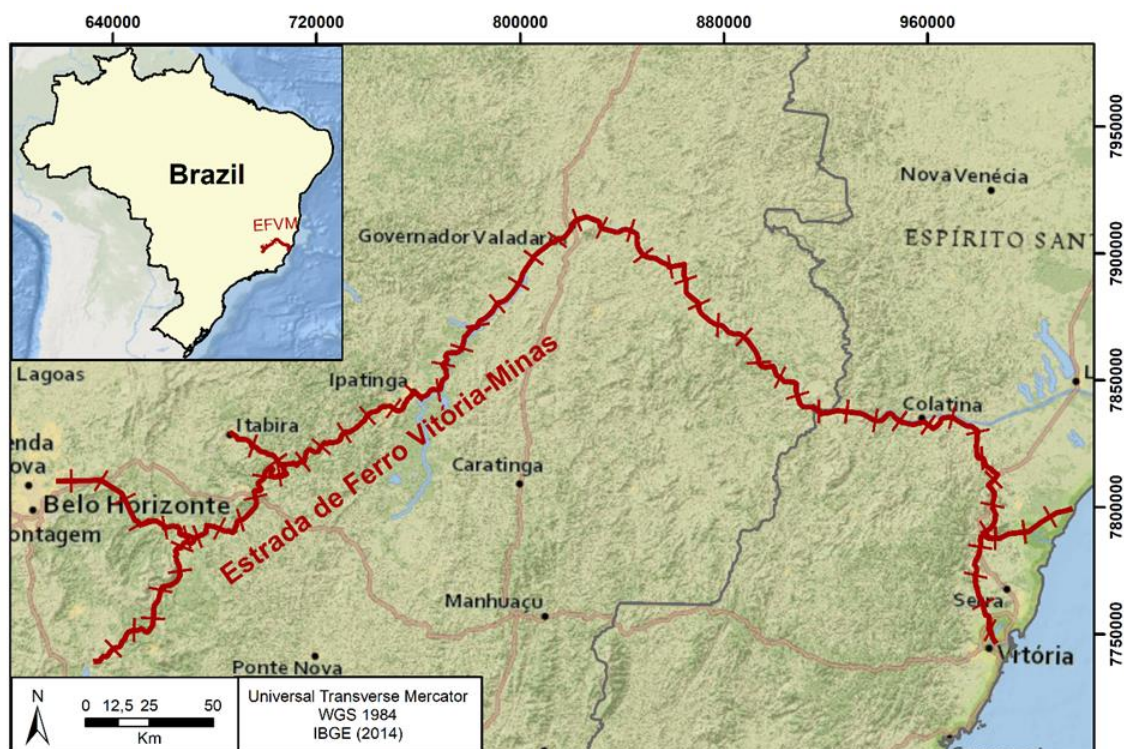 640000 720000 800000 880000 960000
Brazil
EFVM
7950000
Nova Venécia
Governador Valadar
ESPÍRITO SAN
7900000
Lagoas
Ipatinga
7850000
L
Itabira
Colatina
enda
ova
Caratinga
Belo Horizonte
7800000
ontagem
Estrada de Ferro Vitória-Minas
Manhuaçu
Serra
7750000
Ponte Nova
Vitória
N
0 12,5 25 50
Km
Universal Transverse Mercator
WGS 1984
IBGE (2014)